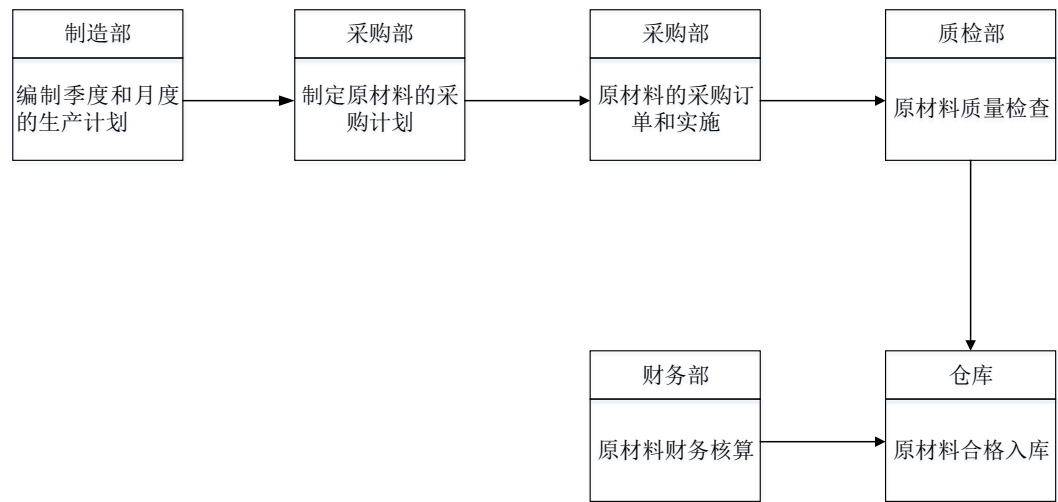 制造部
编制季度和月度
的生产计划
采购部
制定原材料的采
购计划
采购部
原材料的采购订
单和实施
质检部
原材料质量检查
财务部
原材料财务核算
仓库
原材料合格入库